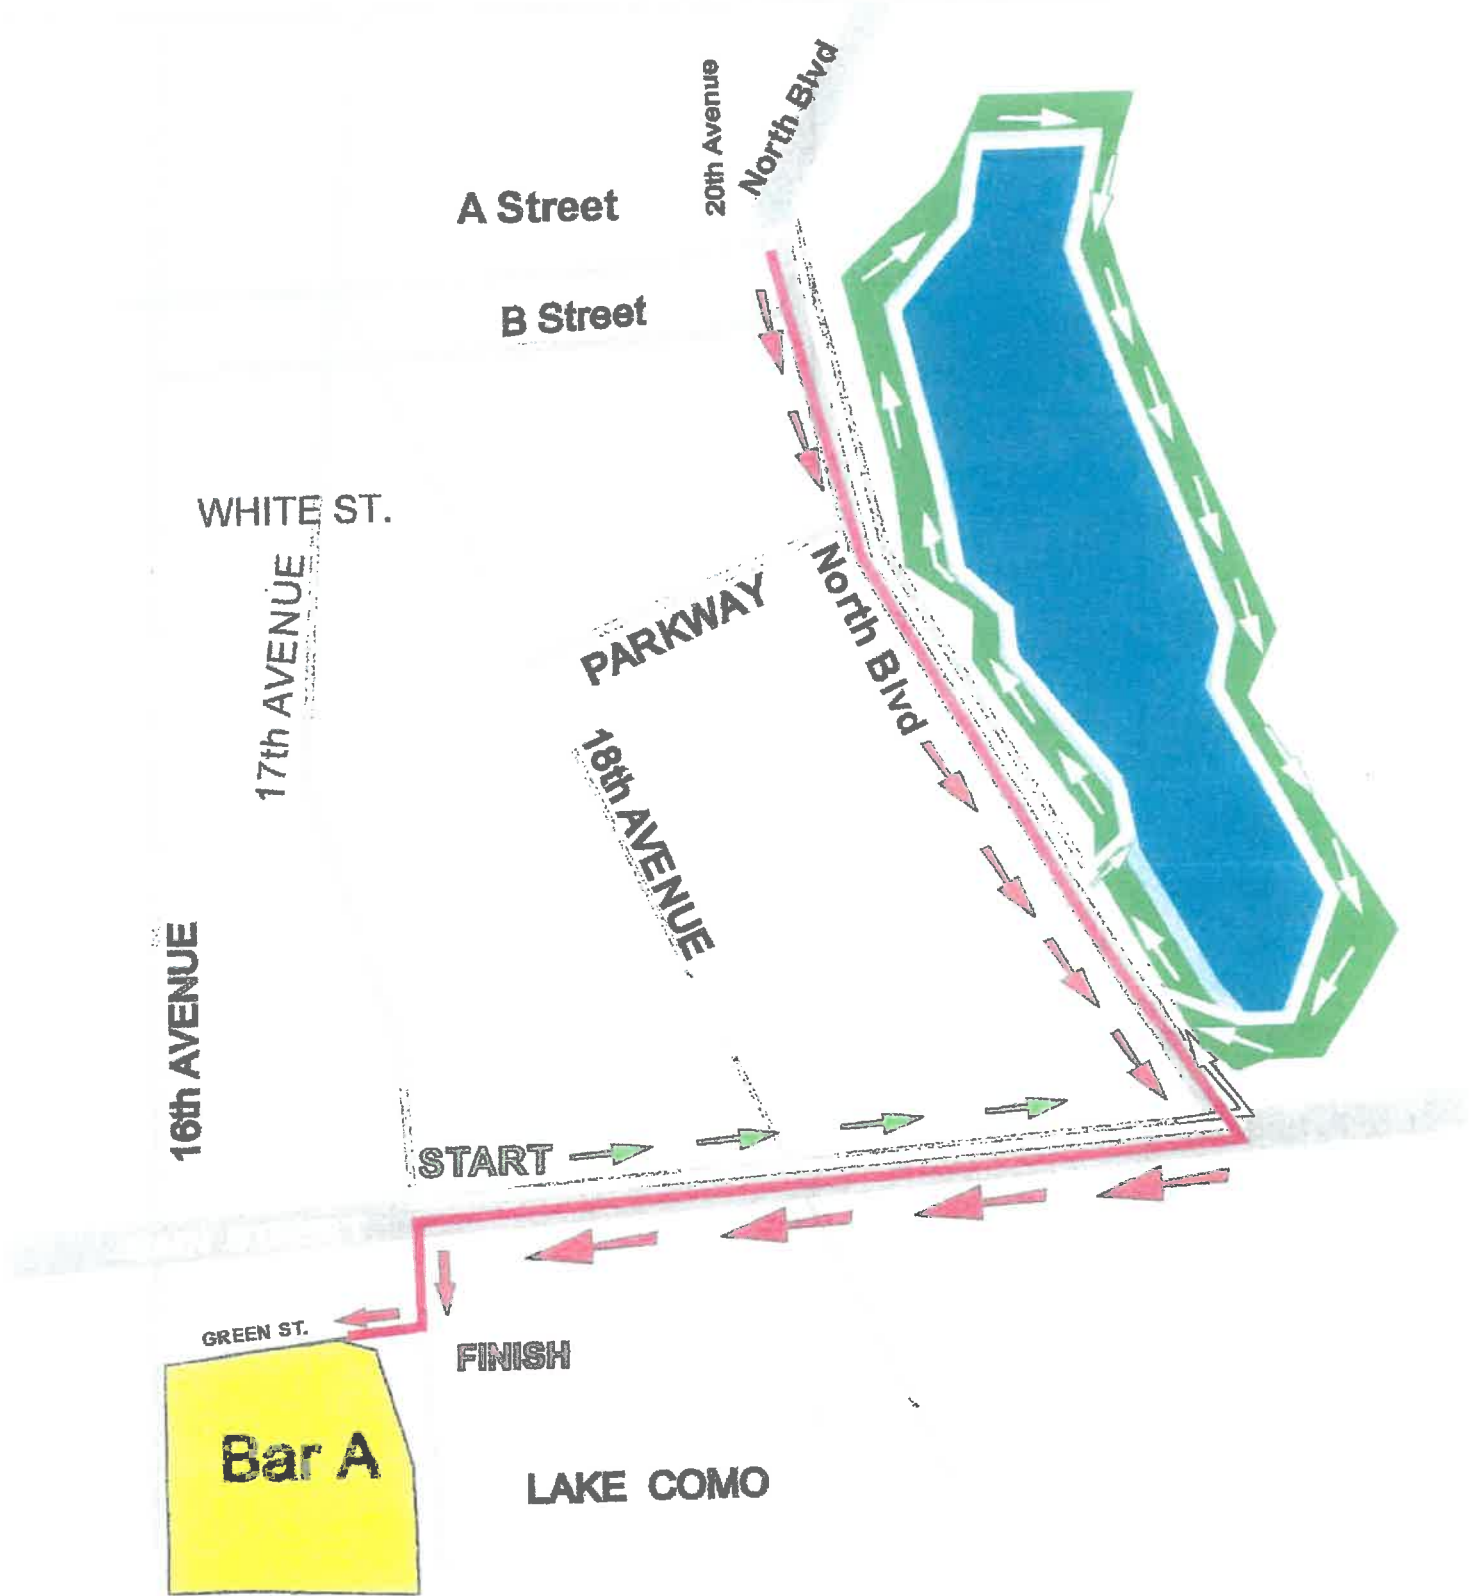 20th Avenue
North Blvd
A Street
B Street
WHITE ST.
17th AVENUE
PARKWAY
North Blvd
18th AVENUE
16th AVENUE
START
GREEN ST.
FINISH
Bar A
LAKE COMO